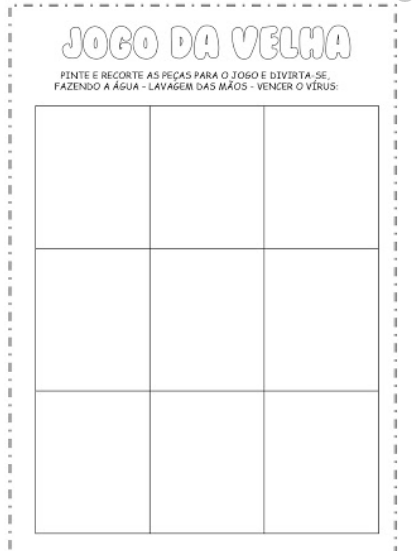 JOGO DA VELHA
PINTE E RECORTE AS PEÇAS PARA O JOGO E DIVIRTA-SE,
FAZENDO A ÁGUA - LAVAGEM DAS MÃOS - VENCER O VÍRUS: